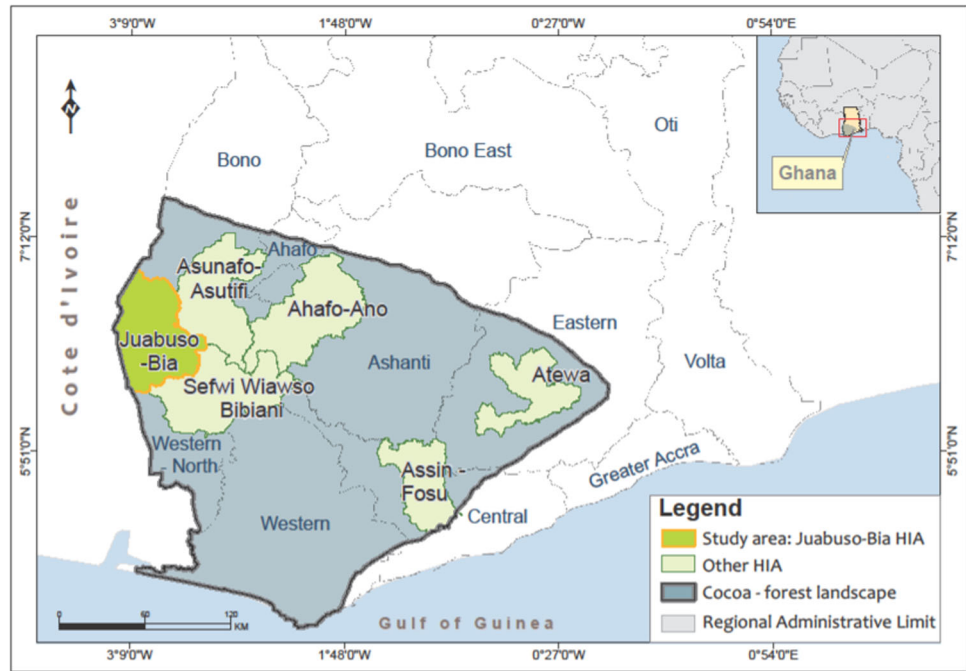 3°9'0"W
1°48'0"W
0°27'0"W
0°54'0"E
N
Oti
Bono
Bono East
Ghana
7°12'0"N
7°12'0"N
Cote d'Ivoire
Ahafo
Asunafo-
Asutifi
Ahafo-Aho
Eastern
Juabuso
-Bia
Ashanti
Volta
Atewa
Sefwi Wiawso
Bibiani
Western
North
5°51'0"N
5°51'0"N
Assin -
Fosu
Greater Accra
Central
Western
Legend
Study area: Juabuso-Bia HIA
Other HIA
Cocoa - forest landscape
Regional Administrative Limit
0 60 120
KM
Gulf of Guinea
3°9'0"W
1°48'0"W
0°27'0"W
0°54'0"E